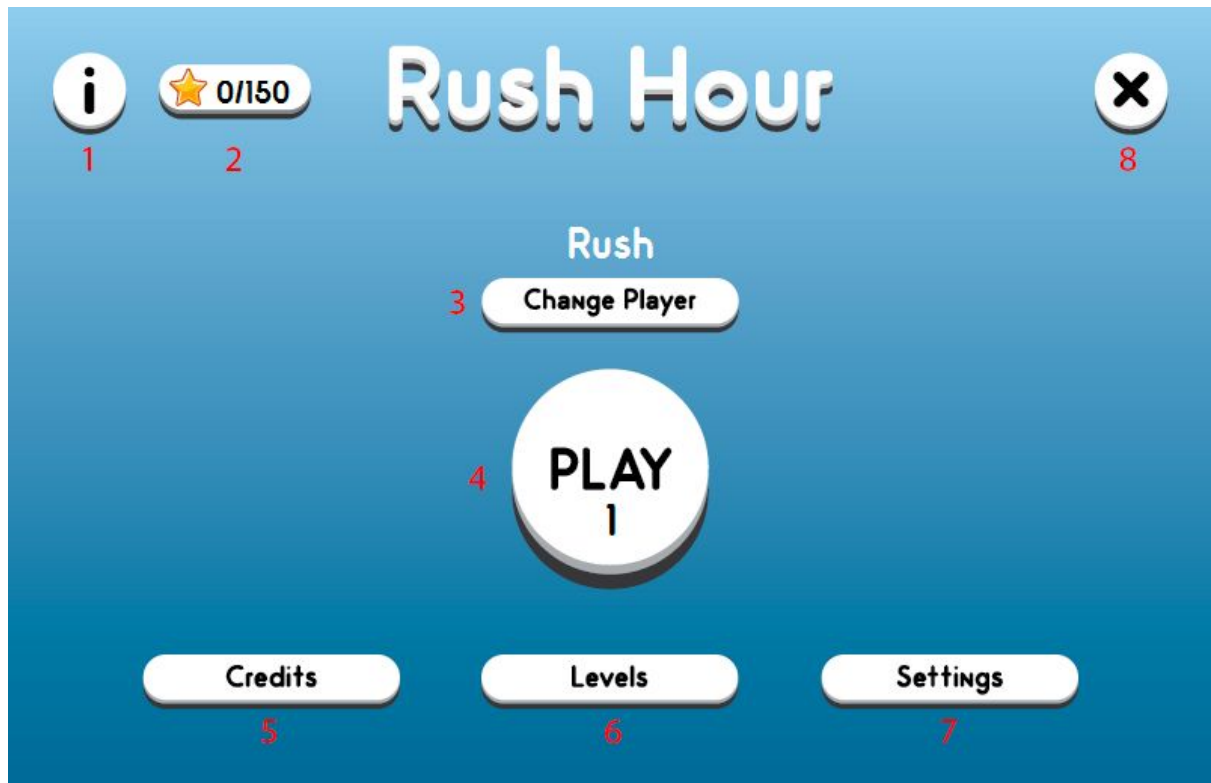 Rush Hour
i
0/150
1
2
8
Rush
3
Change Player
4
PLAY
1
Credits
Levels
Settings
5
6
7